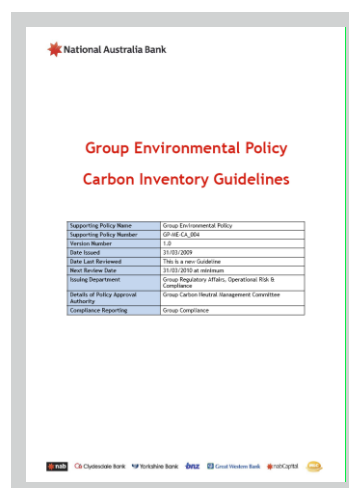 National Australia Bank
Group Environmental Policy
Carbon Inventory Guidelines
Supporting Policy Name Group Environmental Policy
Supporting Policy Number GP-HE-CA_004
Version Number 1.0
Date Issued 31/03/2009
Date Last Reviewed This is a new Guideline
Next Review Date 31/03/2010 at minimum
Issuing Department Group Regulatory Affairs, Operational Risk &
Compliance
Details of Policy Approval Group Carbon Neutral Management Committee
Authority
Compliance Reporting Group Compliance
nab Clydesdale Bank Yorkshire Bank bnz Great Western Bank nabCapital